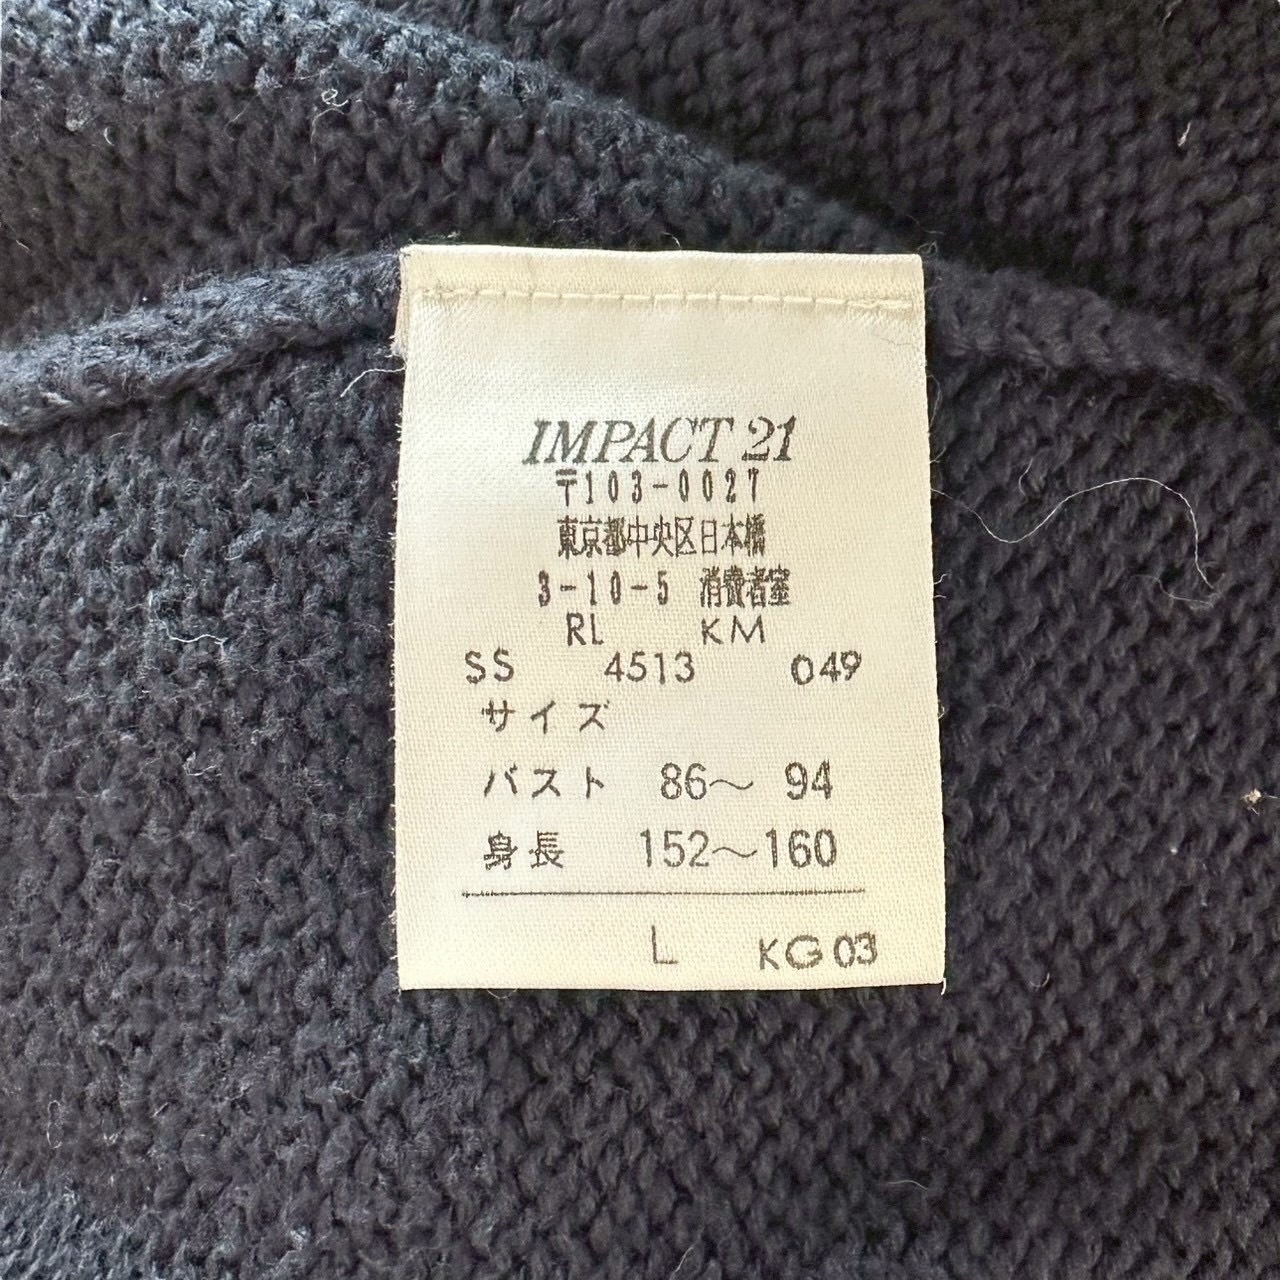 IMPACT 21
〒103-0027
東京都中央区日本橋
3-10-5 消費者室
RL KM
SS 4513 049
サイズ
バスト 86～94
身長 152～160
L KG03